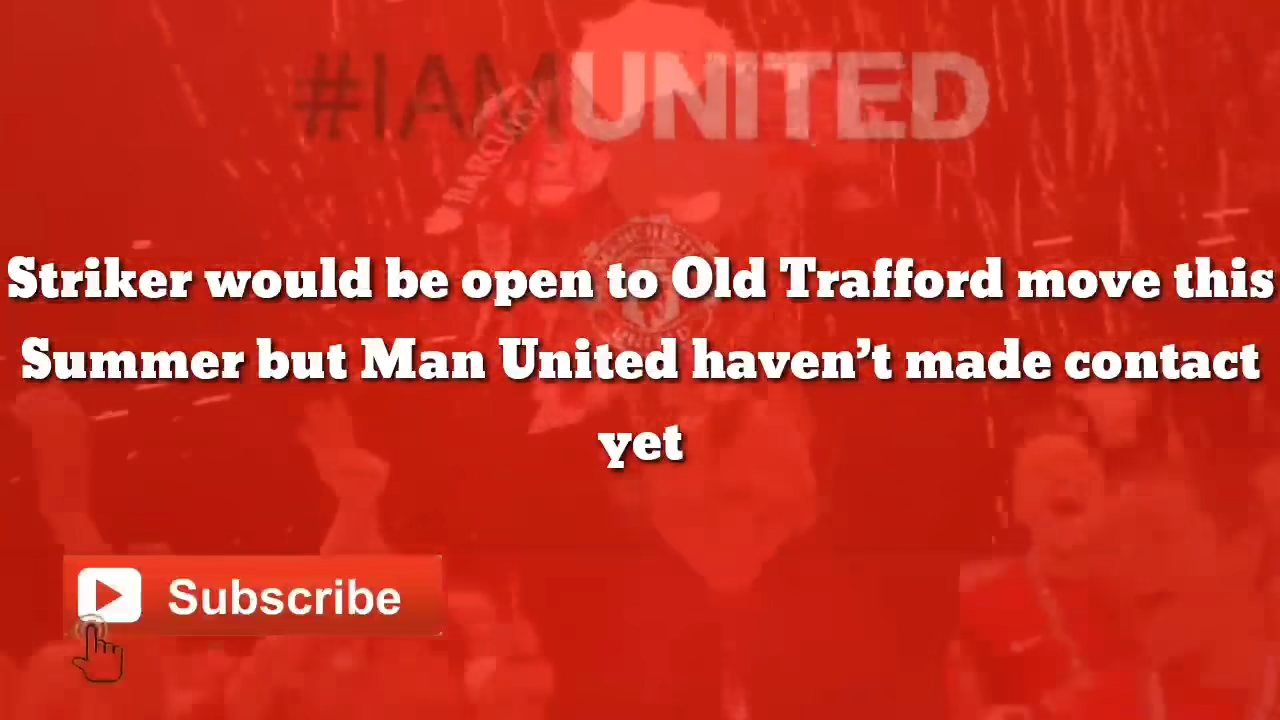 #IAMUNITED
BARCLAYS
Striker would be open to Old Trafford move this
Summer but Man United haven’t made contact
yet
Subscribe